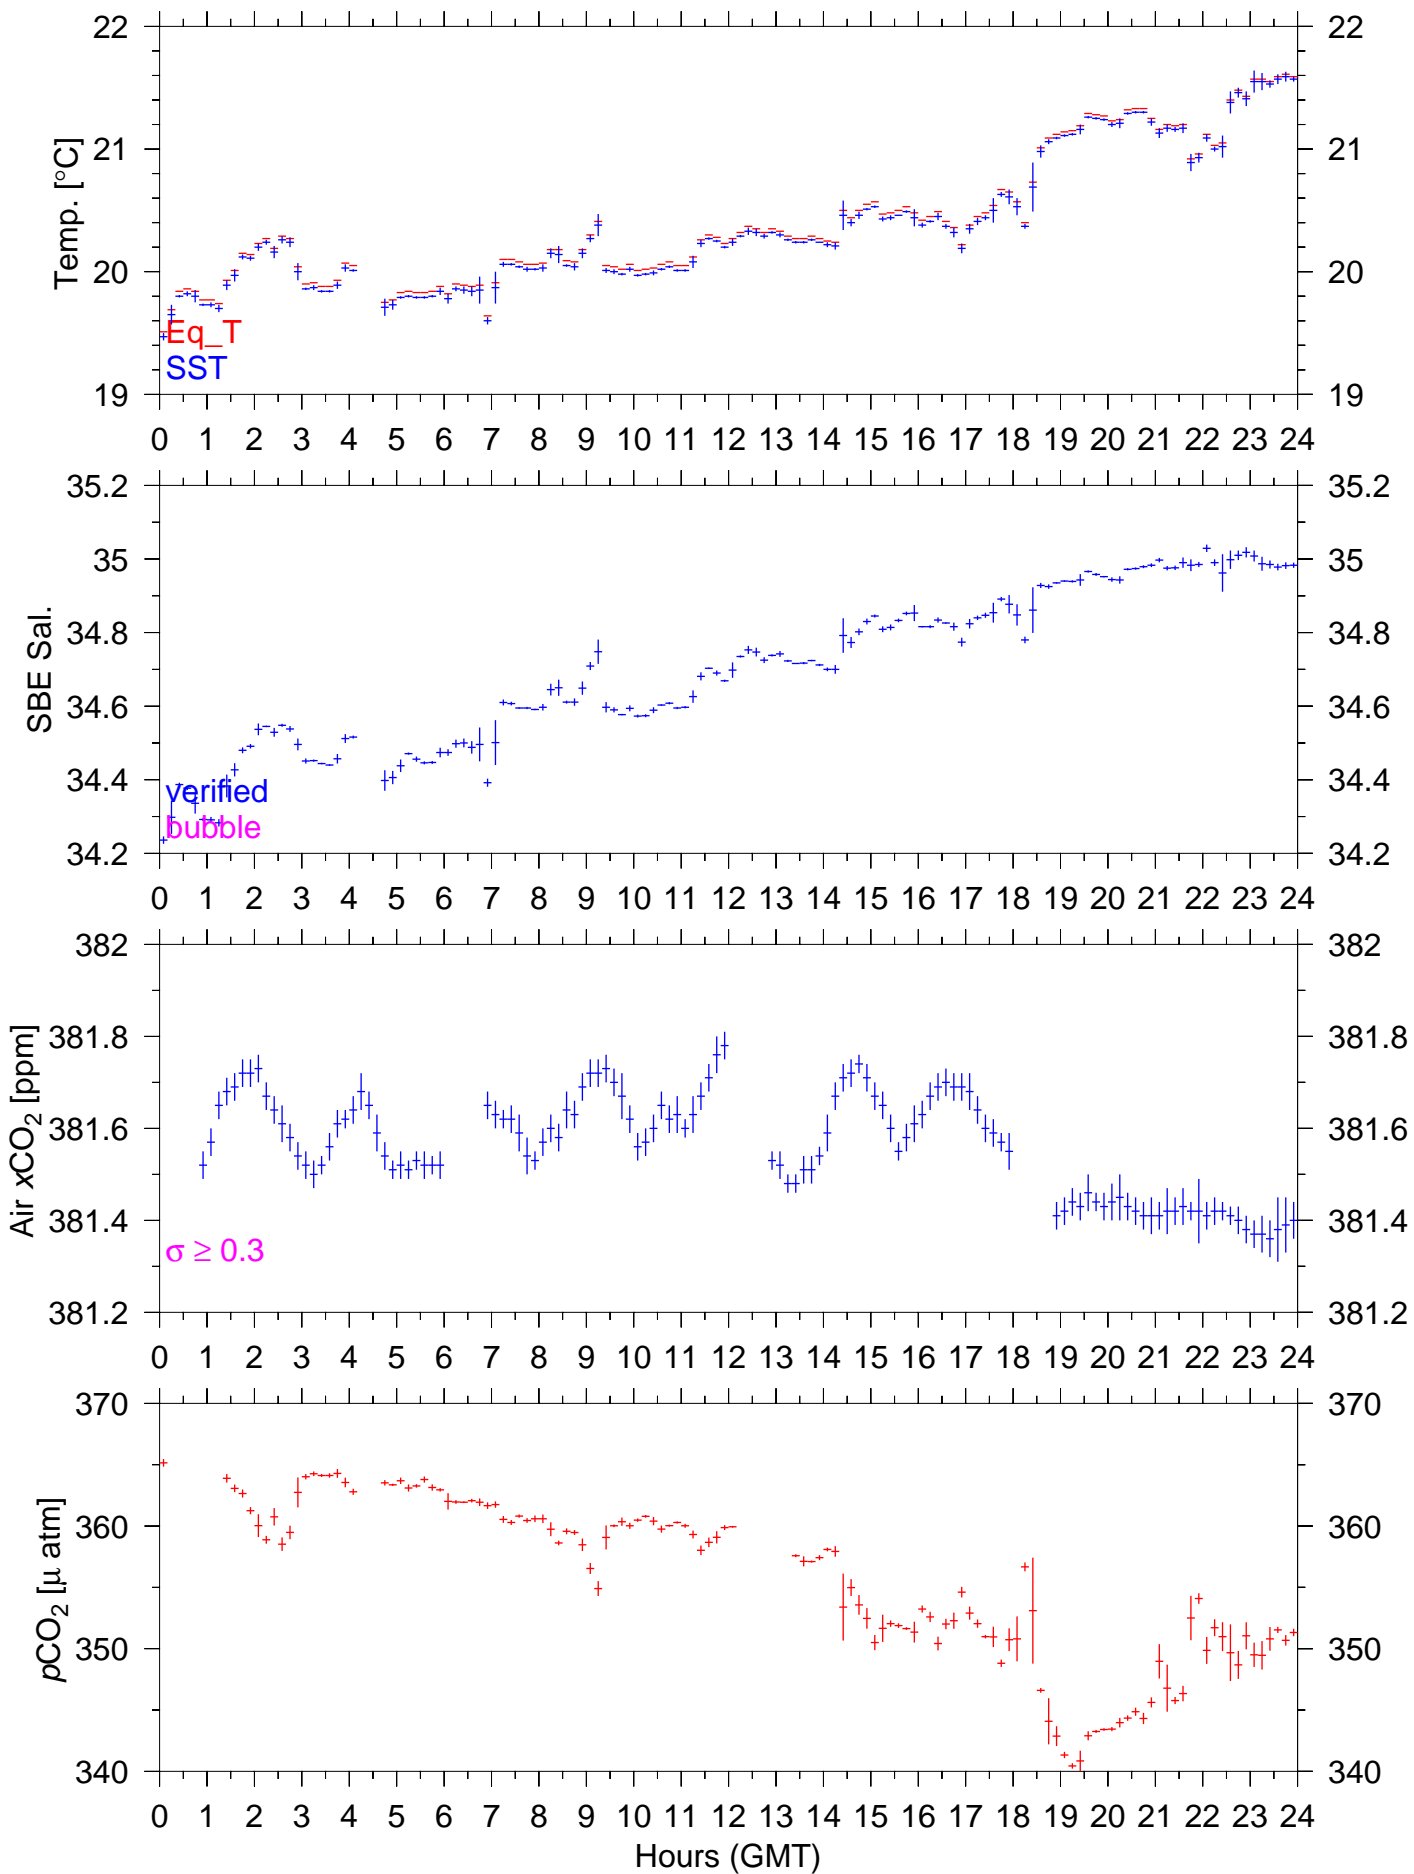 22 22
21 21
20 20
19 19
Temp. [°C]
Eq_T
SST
0 1 2 3 4 5 6 7 8 9 10 11 12 13 14 15 16 17 18 19 20 21 22 23 24
35.2 35.2
35 35
34.8 34.8
34.6 34.6
34.4 34.4
34.2 34.2
SBE Sal.
verified
bubble
0 1 2 3 4 5 6 7 8 9 10 11 12 13 14 15 16 17 18 19 20 21 22 23 24
382 382
381.8 381.8
381.6 381.6
381.4 381.4
381.2 381.2
Air xCO₂ [ppm]
σ ≥ 0.3
0 1 2 3 4 5 6 7 8 9 10 11 12 13 14 15 16 17 18 19 20 21 22 23 24
370 370
360 360
350 350
340 340
pCO₂ [μ atm]
0 1 2 3 4 5 6 7 8 9 10 11 12 13 14 15 16 17 18 19 20 21 22 23 24
Hours (GMT)